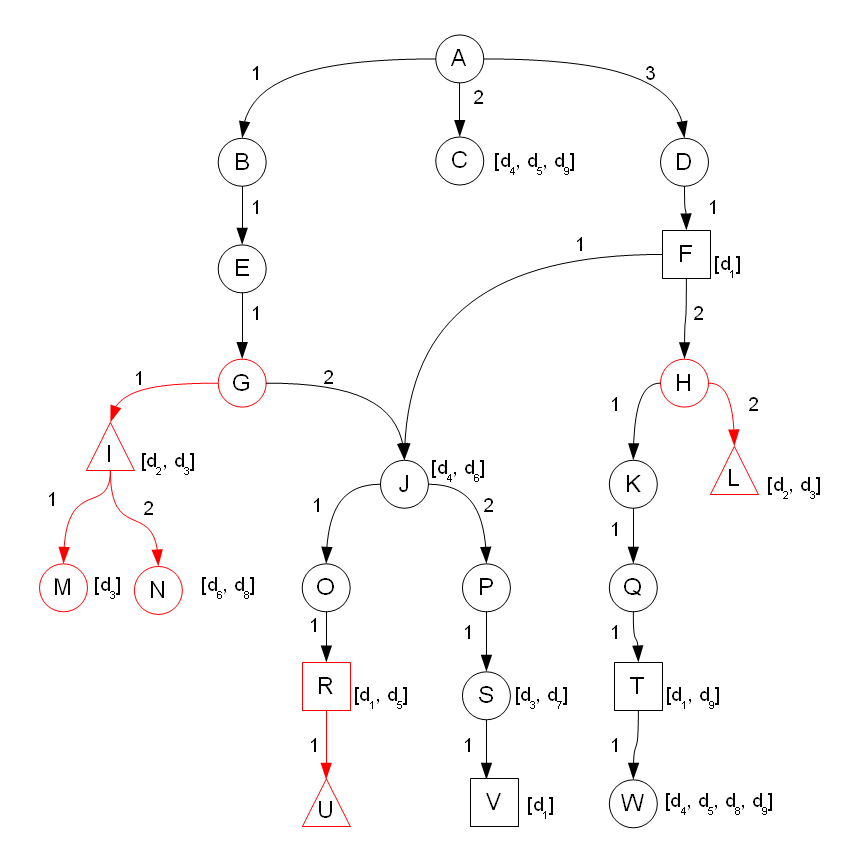 A
1
3
2
B
C [d₄, d₅, d₉]
D
1
1
E
1
F [d₁]
1
2
1
G
2
H
1
2
I [d₂, d₃]
J [d₄, d₆]
K
L [d₂, d₃]
1
2
1
2
1
M [d₃]
N [d₆, d₈]
O
P
Q
1
1
1
R [d₁, d₅]
S [d₃, d₇]
T [d₁, d₉]
1
1
1
U
V [d₁]
W [d₄, d₅, d₈, d₉]